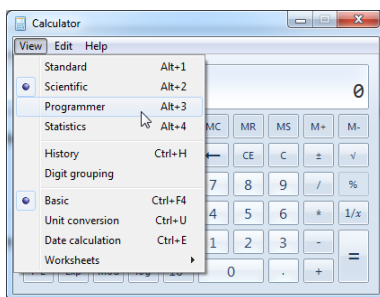 Calculator
View Edit Help
Standard Alt+1
Scientific Alt+2
Programmer Alt+3
Statistics Alt+4
History Ctrl+H
Digit grouping
Basic Ctrl+F4
Unit conversion Ctrl+U
Date calculation Ctrl+E
Worksheets
0
MC MR MS M+ M-
← CE C ± √
7 8 9 / %
4 5 6 * 1/x
1 2 3 - =
0 . +